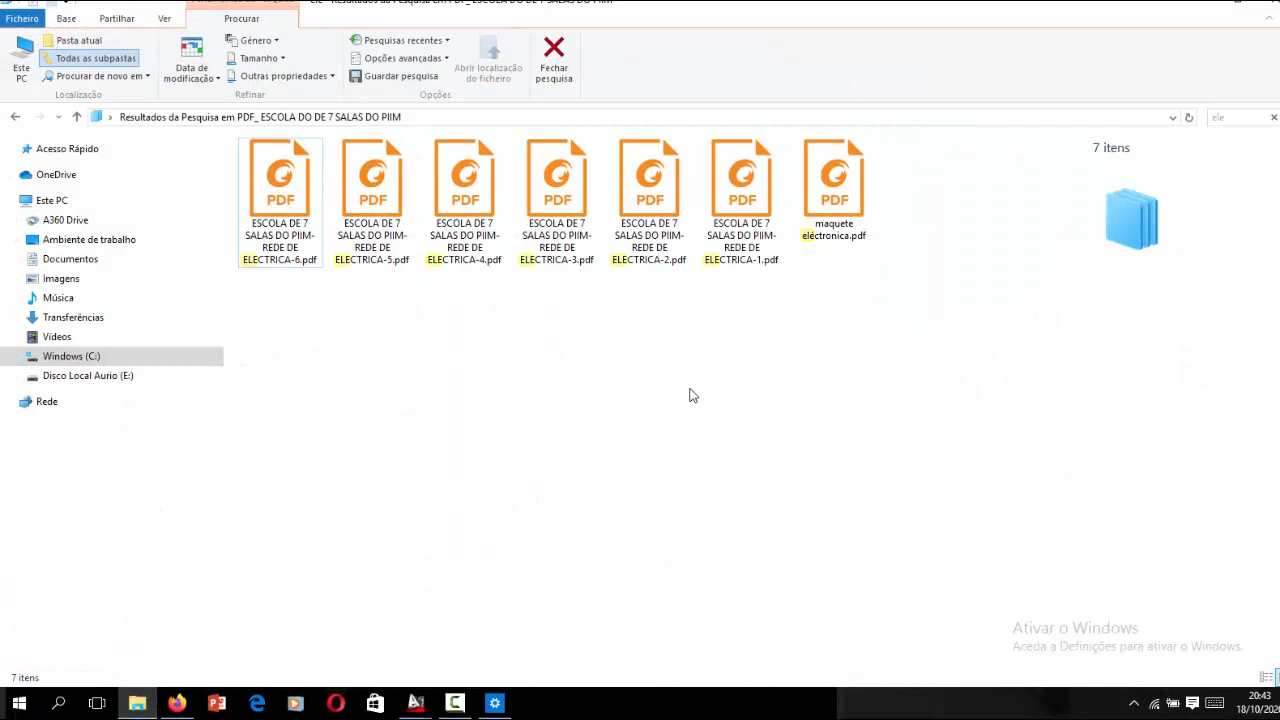 Ficheiro Base Partilhar Ver Procurar
Pasta atual
Todas as subpastas
Procurar de novo em
Este PC
Localização
Data de modificação
Género
Tamanho
Outras propriedades
Refinar
Pesquisas recentes
Opções avançadas
Guardar pesquisa
Abrir localização do ficheiro
Opções
Fechar pesquisa
Resultados da Pesquisa em PDF_ ESCOLA DO DE 7 SALAS DO PIIM
ele
Acesso Rápido
OneDrive
Este PC
A360 Drive
Ambiente de trabalho
Documentos
Imagens
Música
Transferências
Vídeos
Windows (C:)
Disco Local Aurio (E:)
Rede
PDF PDF PDF PDF PDF PDF PDF
ESCOLA DE 7
SALAS DO PIIM-
REDE DE
ELECTRICA-6.pdf
ESCOLA DE 7
SALAS DO PIIM-
REDE DE
ELECTRICA-5.pdf
ESCOLA DE 7
SALAS DO PIIM-
REDE DE
ELECTRICA-4.pdf
ESCOLA DE 7
SALAS DO PIIM-
REDE DE
ELECTRICA-3.pdf
ESCOLA DE 7
SALAS DO PIIM-
REDE DE
ELECTRICA-2.pdf
ESCOLA DE 7
SALAS DO PIIM-
REDE DE
ELECTRICA-1.pdf
maquete
eléctronica.pdf
7 itens
Ativar o Windows
Aceda a Definições para ativar o Windows.
7 itens
20:43